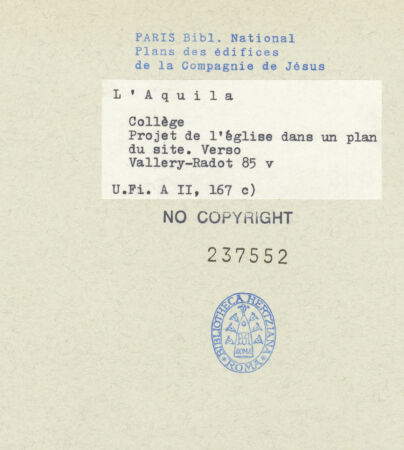 PARIS Bibl. National
Plans des édifices
de la Compagnie de Jésus
L'Aquila
Collège
Projet de l'église dans un plan
du site. Verso
Vallery-Radot 85 v
U.Fi. A II, 167 c)
NO COPYRIGHT
237552
BIBLIOTHECA HERTZIANA
ROMA
ROMA